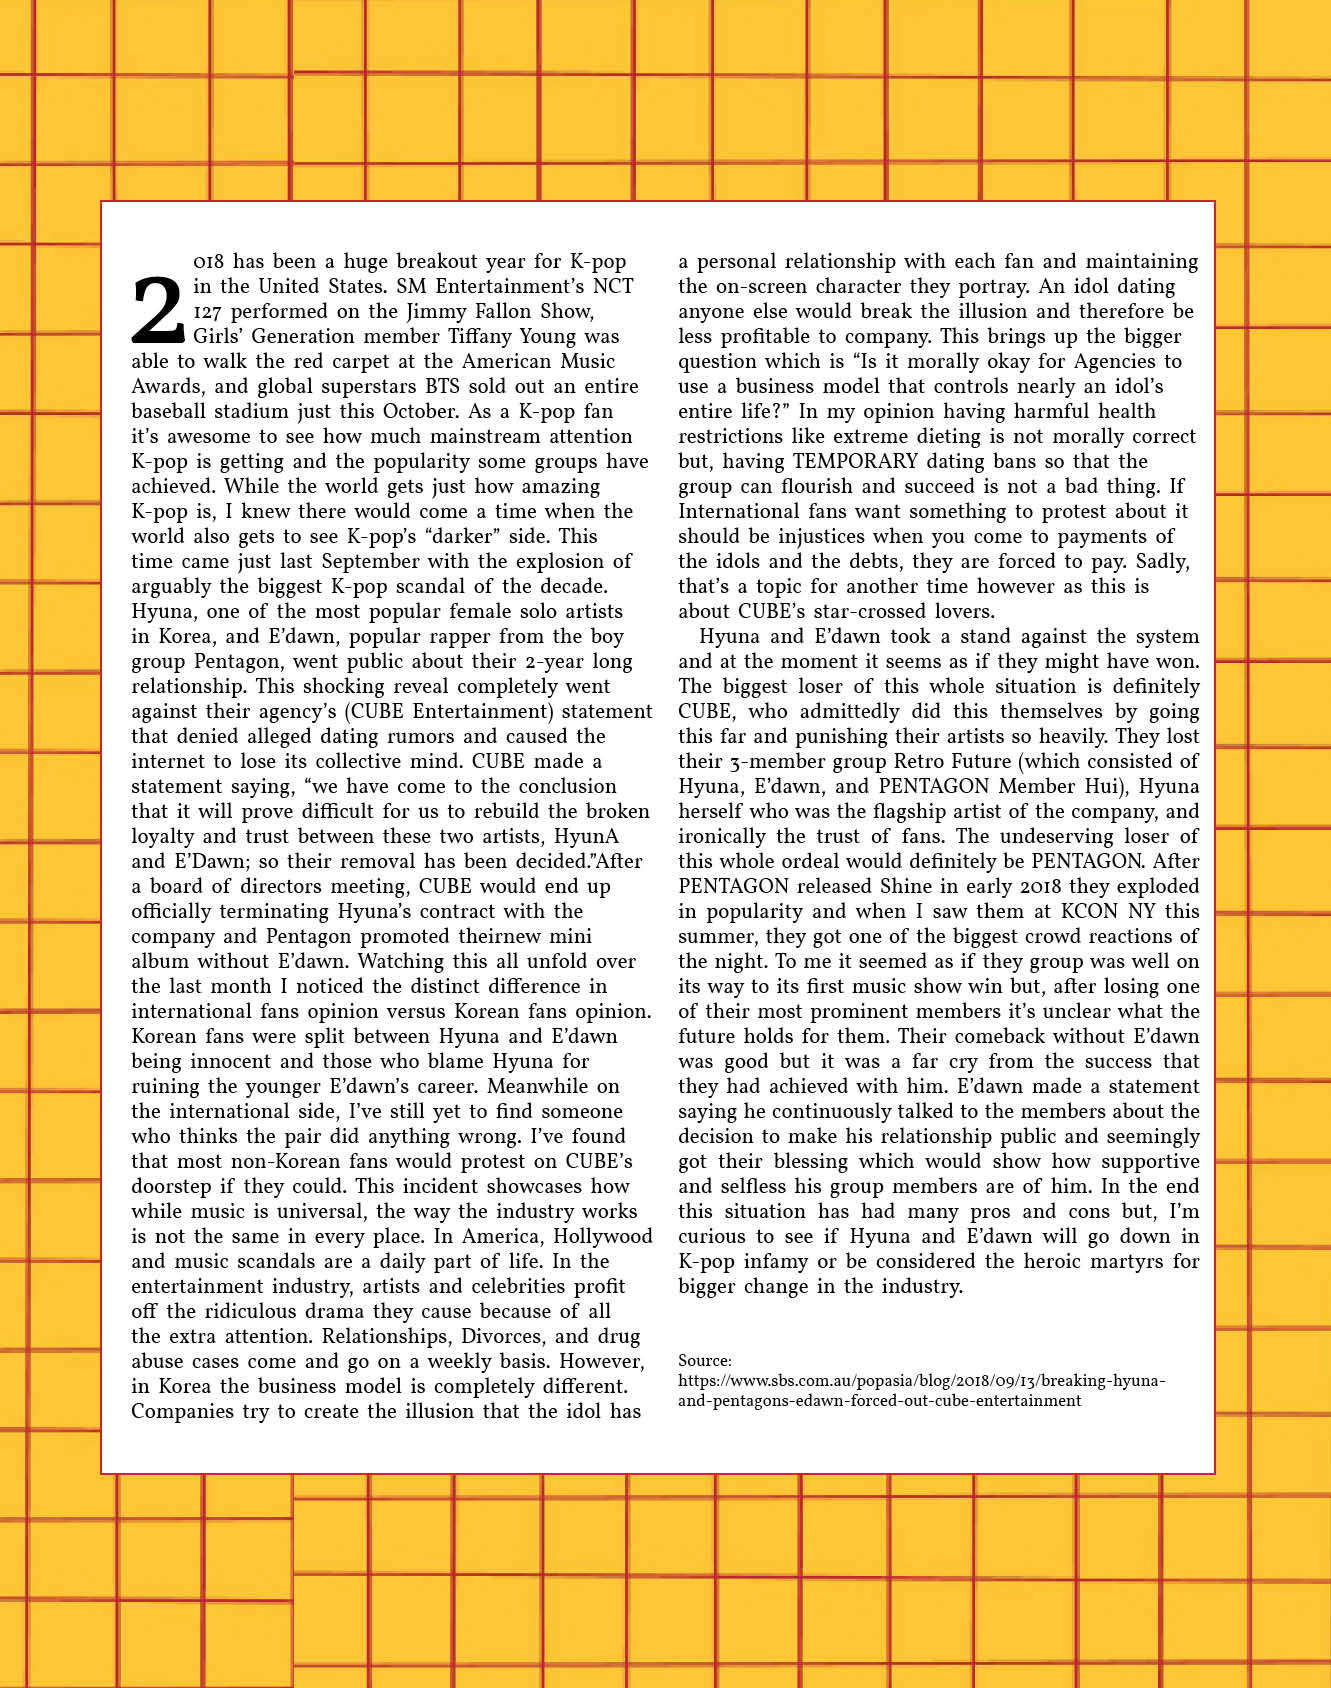 2018 has been a huge breakout year for K-pop
in the United States. SM Entertainment's NCT
127 performed on the Jimmy Fallon Show,
Girls' Generation member Tiffany Young was
able to walk the red carpet at the American Music
Awards, and global superstars BTS sold out an entire
baseball stadium just this October. As a K-pop fan
it's awesome to see how much mainstream attention
K-pop is getting and the popularity some groups have
achieved. While the world gets just how amazing
K-pop is, I knew there would come a time when the
world also gets to see K-pop's “darker” side. This
time came just last September with the explosion of
arguably the biggest K-pop scandal of the decade.
Hyuna, one of the most popular female solo artists
in Korea, and E'dawn, popular rapper from the boy
group Pentagon, went public about their 2-year long
relationship. This shocking reveal completely went
against their agency's (CUBE Entertainment) statement
that denied alleged dating rumors and caused the
internet to lose its collective mind. CUBE made a
statement saying, “we have come to the conclusion
that it will prove difficult for us to rebuild the broken
loyalty and trust between these two artists, HyunA
and E'Dawn; so their removal has been decided.”After
a board of directors meeting, CUBE would end up
officially terminating Hyuna's contract with the
company and Pentagon promoted theirnew mini
album without E'dawn. Watching this all unfold over
the last month I noticed the distinct difference in
international fans opinion versus Korean fans opinion.
Korean fans were split between Hyuna and E'dawn
being innocent and those who blame Hyuna for
ruining the younger E'dawn's career. Meanwhile on
the international side, I've still yet to find someone
who thinks the pair did anything wrong. I've found
that most non-Korean fans would protest on CUBE's
doorstep if they could. This incident showcases how
while music is universal, the way the industry works
is not the same in every place. In America, Hollywood
and music scandals are a daily part of life. In the
entertainment industry, artists and celebrities profit
off the ridiculous drama they cause because of all
the extra attention. Relationships, Divorces, and drug
abuse cases come and go on a weekly basis. However,
in Korea the business model is completely different.
Companies try to create the illusion that the idol has
a personal relationship with each fan and maintaining
the on-screen character they portray. An idol dating
anyone else would break the illusion and therefore be
less profitable to company. This brings up the bigger
question which is “Is it morally okay for Agencies to
use a business model that controls nearly an idol's
entire life?” In my opinion having harmful health
restrictions like extreme dieting is not morally correct
but, having TEMPORARY dating bans so that the
group can flourish and succeed is not a bad thing. If
International fans want something to protest about it
should be injustices when you come to payments of
the idols and the debts, they are forced to pay. Sadly,
that's a topic for another time however as this is
about CUBE's star-crossed lovers.
Hyuna and E'dawn took a stand against the system
and at the moment it seems as if they might have won.
The biggest loser of this whole situation is definitely
CUBE, who admittedly did this themselves by going
this far and punishing their artists so heavily. They lost
their 3-member group Retro Future (which consisted of
Hyuna, E'dawn, and PENTAGON Member Hui), Hyuna
herself who was the flagship artist of the company, and
ironically the trust of fans. The undeserving loser of
this whole ordeal would definitely be PENTAGON. After
PENTAGON released Shine in early 2018 they exploded
in popularity and when I saw them at KCON NY this
summer, they got one of the biggest crowd reactions of
the night. To me it seemed as if they group was well on
its way to its first music show win but, after losing one
of their most prominent members it's unclear what the
future holds for them. Their comeback without E'dawn
was good but it was a far cry from the success that
they had achieved with him. E'dawn made a statement
saying he continuously talked to the members about the
decision to make his relationship public and seemingly
got their blessing which would show how supportive
and selfless his group members are of him. In the end
this situation has had many pros and cons but, I'm
curious to see if Hyuna and E'dawn will go down in
K-pop infamy or be considered the heroic martyrs for
bigger change in the industry.
Source:
https://www.sbs.com.au/popasia/blog/2018/09/13/breaking-hyuna-
and-pentagons-edawn-forced-out-cube-entertainment